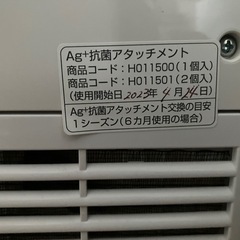 Ag⁺抗菌アタッチメント
商品コード：H011500（1個入）
商品コード：H011501（2個入）
（使用開始日2023年4月24日）
Ag⁺抗菌アタッチメント交換の目安
1シーズン（6カ月使用の場合）